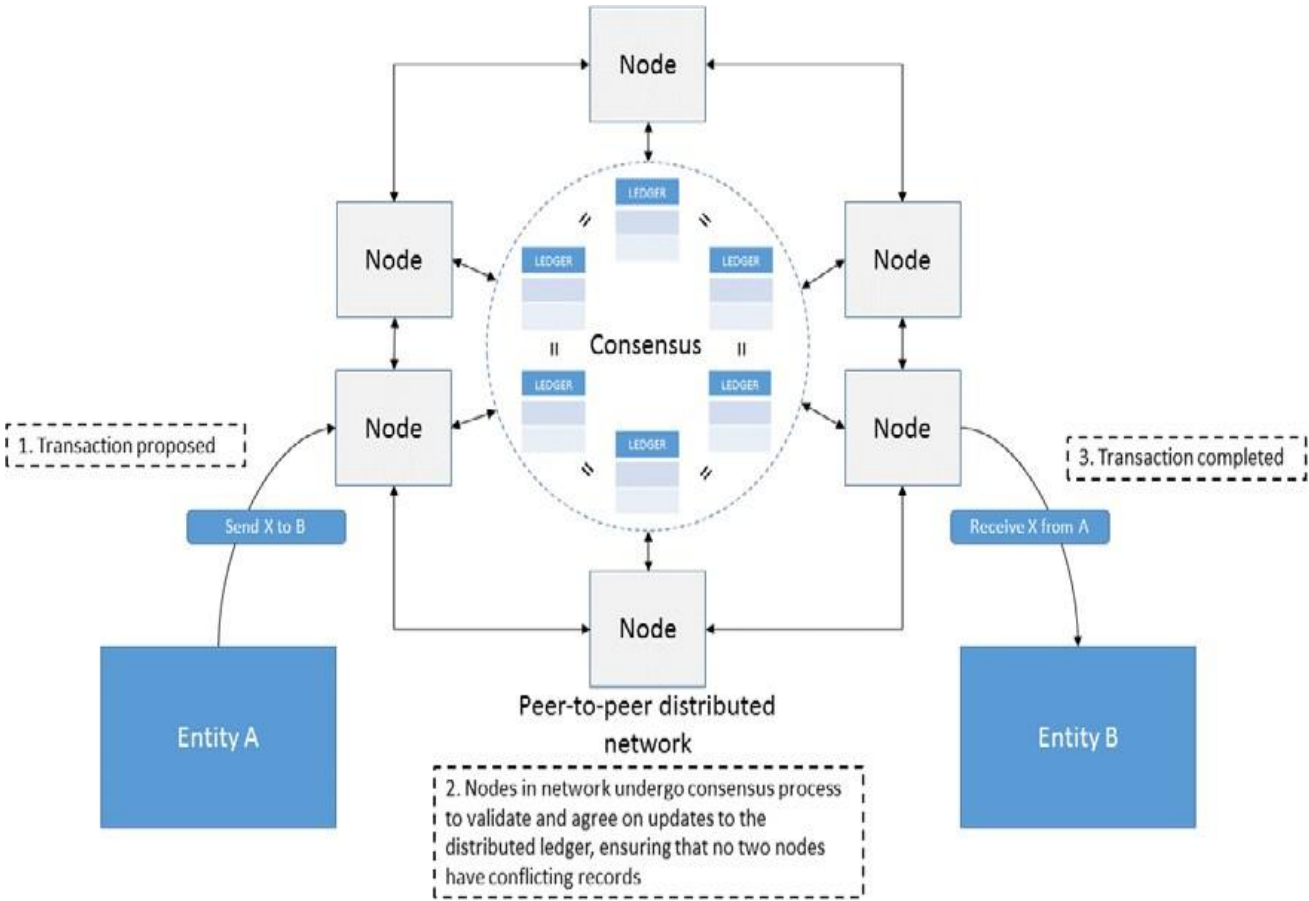 Node
LEDGER
Node
LEDGER
LEDGER
Node
=
=
=
Consensus
=
=
=
Node
LEDGER
LEDGER
Node
LEDGER
1. Transaction proposed
3. Transaction completed
Send X to B
Receive X from A
Node
Peer-to-peer distributed
network
Entity A
Entity B
2. Nodes in network undergo consensus process
to validate and agree on updates to the
distributed ledger, ensuring that no two nodes
have conflicting records